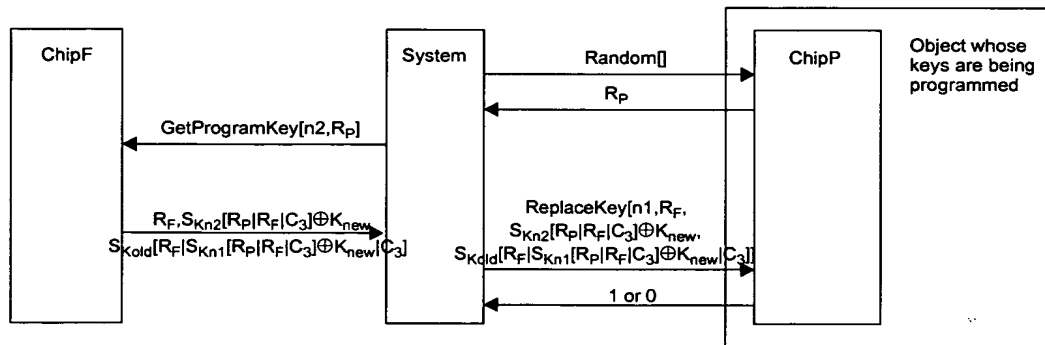 ChipF
System
ChipP
Object whose
keys are being
programmed
Random[]
R_P
GetProgramKey[n2,R_P]
R_F,S_Kn2[R_P|R_F|C_3]⊕K_new
S_Kold[R_F|S_Kn1[R_P|R_F|C_3]⊕K_new|C_3]
ReplaceKey[n1,R_F,
S_Kn2[R_P|R_F|C_3]⊕K_new,
S_Kold[R_F|S_Kn1[R_P|R_F|C_3]⊕K_new|C_3]]
1 or 0